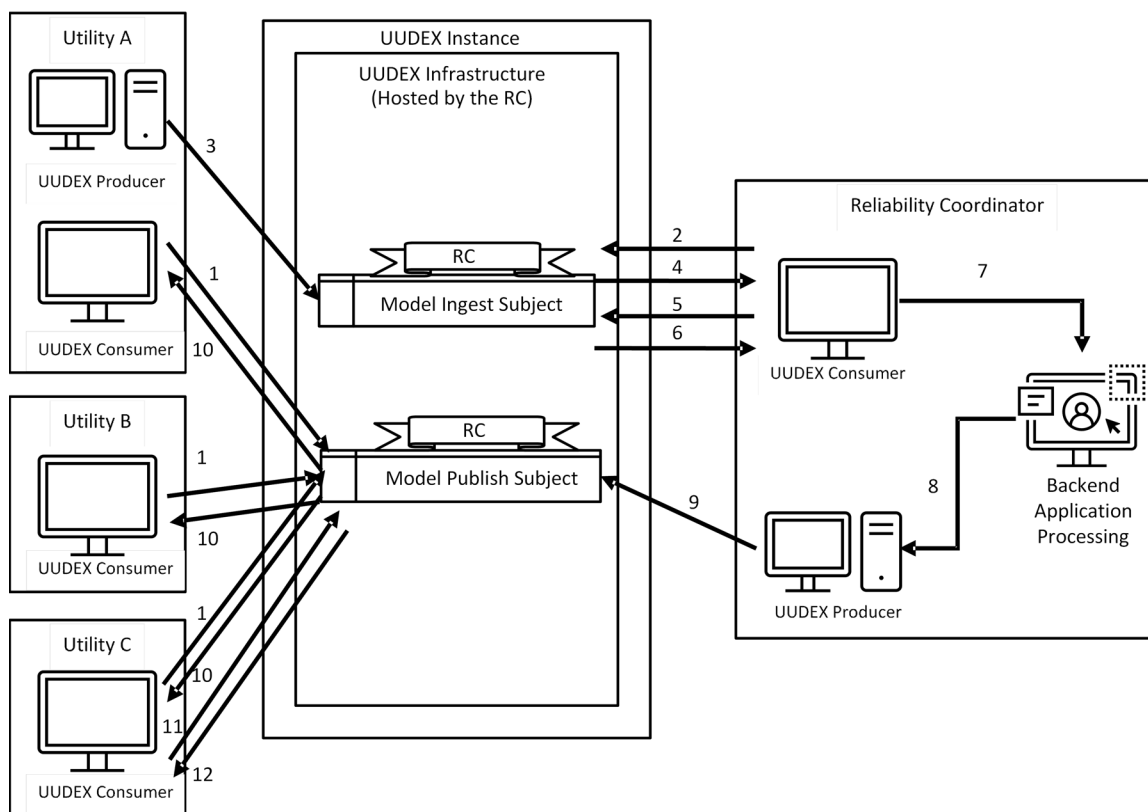 Utility A
UUDEX Producer
3
UUDEX Consumer
1
10
Utility B
1
10
UUDEX Consumer
Utility C
1
10
11
12
UUDEX Consumer
UUDEX Instance
UUDEX Infrastructure
(Hosted by the RC)
RC
Model Ingest Subject
RC
Model Publish Subject
2
4
5
6
9
Reliability Coordinator
7
UUDEX Consumer
8
Backend
Application
Processing
UUDEX Producer